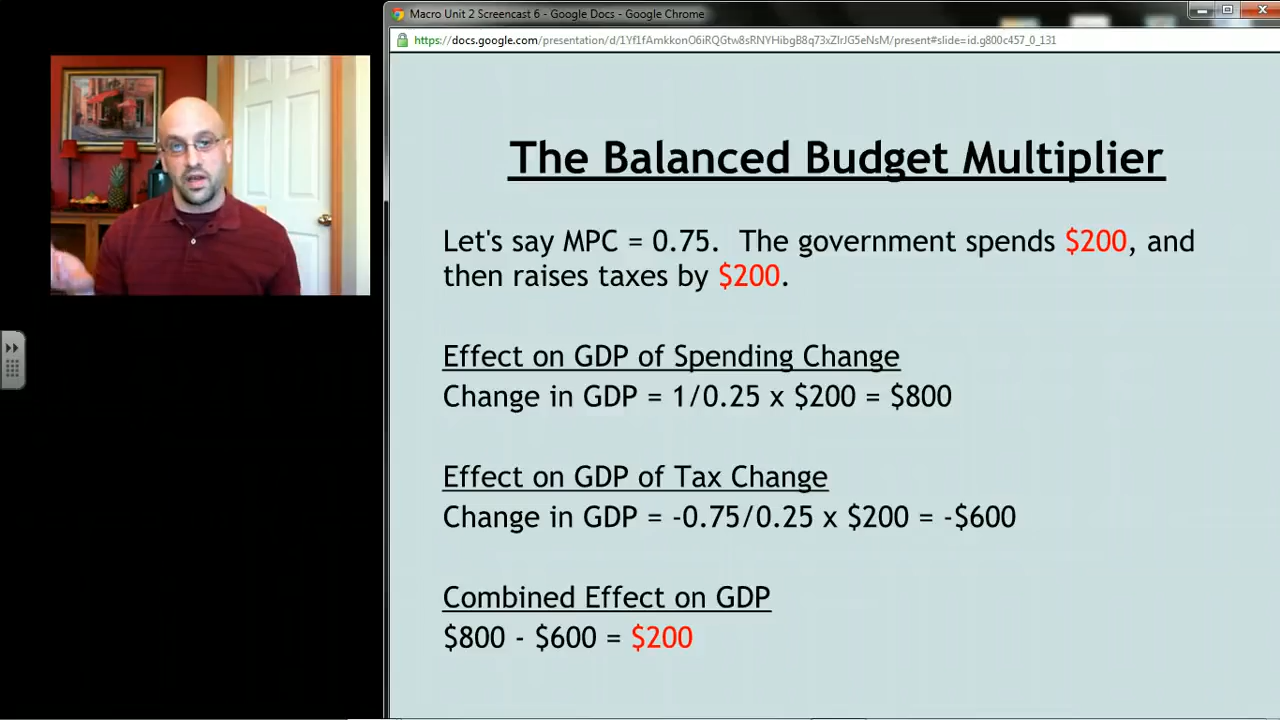 Macro Unit 2 Screencast 6 - Google Docs - Google Chrome
https://docs.google.com/presentation/d/1Yf1fAmkkonO6iRQGtw8sRNYHibgB8q73xZIrJG5eNsM/present#slide=id.g800c457_0_131
The Balanced Budget Multiplier
Let's say MPC = 0.75. The government spends $200, and
then raises taxes by $200.
Effect on GDP of Spending Change
Change in GDP = 1/0.25 x $200 = $800
Effect on GDP of Tax Change
Change in GDP = -0.75/0.25 x $200 = -$600
Combined Effect on GDP
$800 - $600 = $200